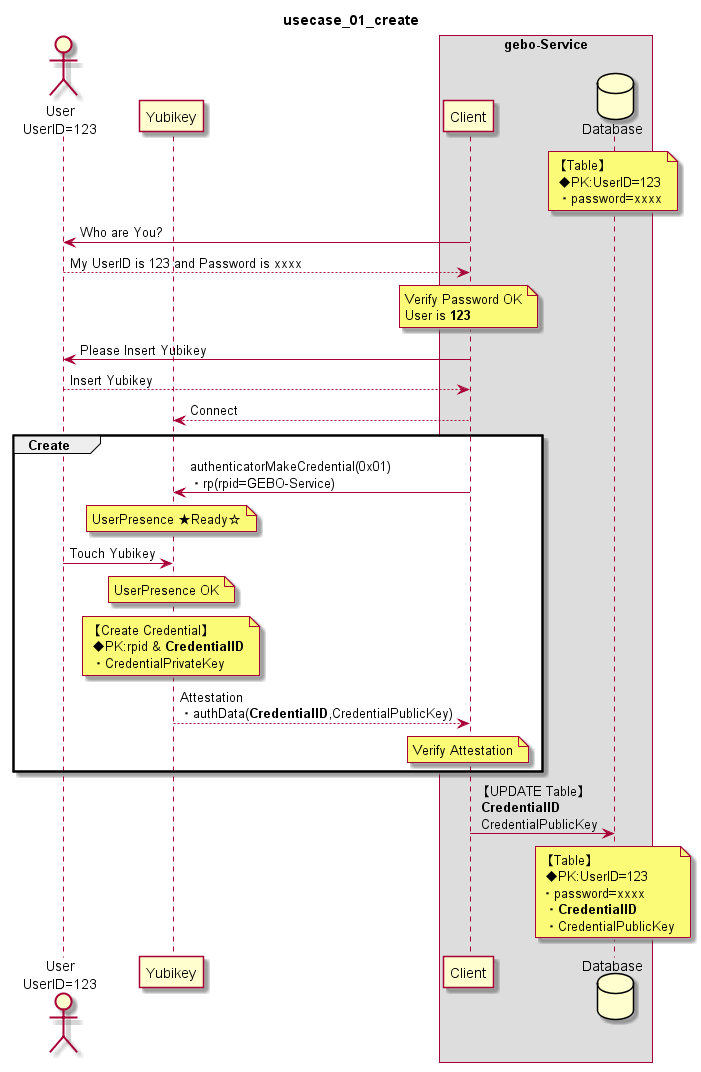 usecase_01_create
gebo-Service
User
UserID=123
Yubikey
Client
Database
【Table】
◆PK:UserID=123
・password=xxxx
Who are You?
My UserID is 123 and Password is xxxx
Verify Password OK
User is 123
Please Insert Yubikey
Insert Yubikey
Connect
Create
authenticatorMakeCredential(0x01)
・rp(rpid=GEBO-Service)
UserPresence ★Ready☆
Touch Yubikey
UserPresence OK
【Create Credential】
◆PK:rpid & CredentialID
・CredentialPrivateKey
Attestation
・authData(CredentialID,CredentialPublicKey)
Verify Attestation
【UPDATE Table】
CredentialID
CredentialPublicKey
【Table】
◆PK:UserID=123
・password=xxxx
・CredentialID
・CredentialPublicKey
User
UserID=123
Yubikey
Client
Database